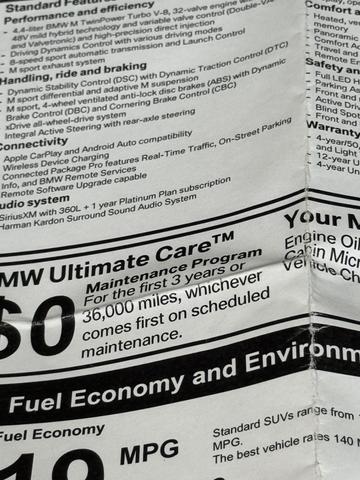 Standard Features
Performance and efficiency
- 4.4-liter BMW M TwinPower Turbo V-8, 32-valve engine with
48V mild hybrid technology and variable valve control (Double-VANOS
and Valvetronic) and high-precision direct injection
- Driving Dynamics Control with various driving modes
- 8-speed sport automatic transmission and Launch Control
- M sport exhaust system
Handling, ride and braking
- Dynamic Stability Control (DSC) with Dynamic Traction Control (DTC)
- M sport differential and adaptive M suspension
- M sport, 4-wheel ventilated anti-lock disc brakes (ABS) with Dynamic
Brake Control (DBC) and Cornering Brake Control (CBC)
- xDrive all-wheel-drive system
Integral Active Steering with rear-axle steering
Connectivity
Apple CarPlay and Android Auto compatibility
Wireless Device Charging
Connected Package Pro features Real-Time Traffic, On-Street Parking
Info, and BMW Remote Services
Remote Software Upgrade capable
Audio system
SiriusXM with 360L + 1 year Platinum Plan subscription
Harman Kardon Surround Sound Audio System
Comfort a
- Heated,
- Panoramic
- Comfort A
- Travel and
- Remote En
Safety an
- Full LED H
- Parking As
- Front and
- Active Driv
- Blind Spot
- Front and
Warranty
- 4-year/50,
and Light
- 12-year U
- 4-year Un
MW Ultimate Care™
$0
Maintenance Program
For the first 3 years or
36,000 miles, whichever
comes first on scheduled
maintenance.
Your M
Engine Oil
Cabin Micr
Vehicle Ch
Fuel Economy and Environm
Fuel Economy
19 MPG
Standard SUVs range from
MPG.
The best vehicle rates 140 M